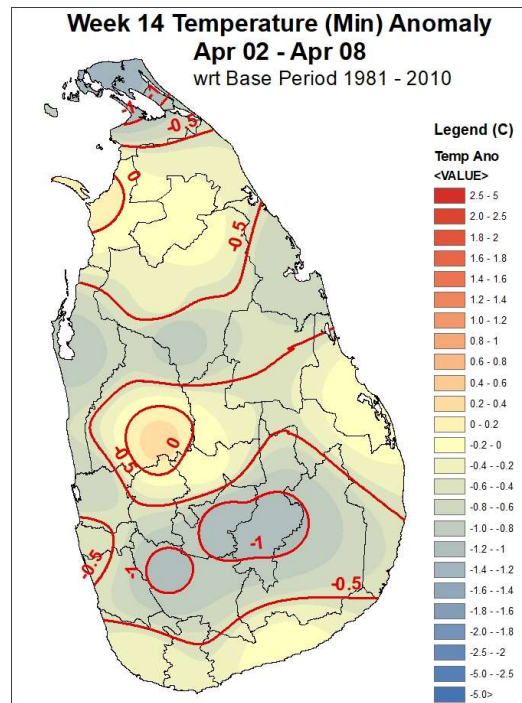 Week 14 Temperature (Min) Anomaly
Apr 02 - Apr 08
wrt Base Period 1981 - 2010
Legend (C)
Temp Ano
<VALUE>
2.5 - 5
2.0 - 2.5
1.8 - 2
1.6 - 1.8
1.4 - 1.6
1.2 - 1.4
1.0 - 1.2
0.8 - 1
0.6 - 0.8
0.4 - 0.6
0.2 - 0.4
0 - 0.2
-0.2 - 0
-0.4 - -0.2
-0.6 - -0.4
-0.8 - -0.6
-1.0 - -0.8
-1.2 - -1
-1.4 - -1.2
-1.6 - -1.4
-1.8 - -1.6
-2.0 - -1.8
-2.5 - -2
-5.0 - -2.5
-5.0>
-1
-1
-0.5
0
-0.5
-0.5
0
-1
-0.5
-1
-0.5